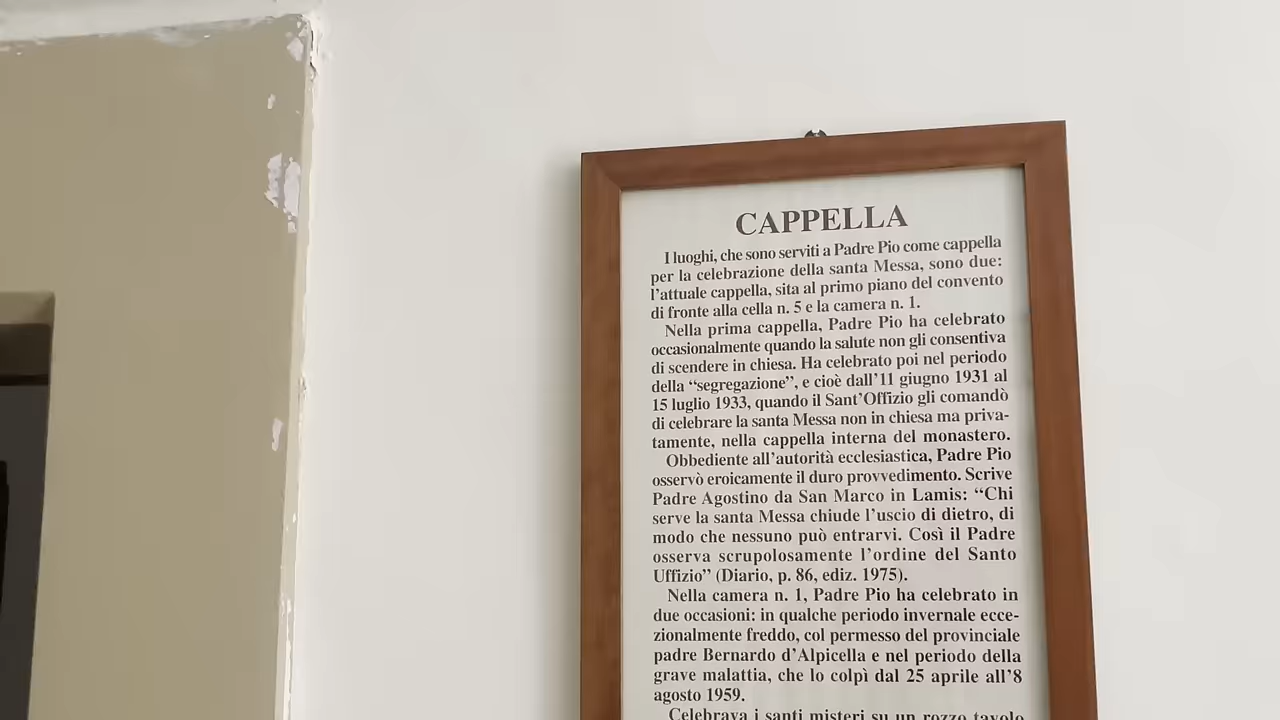 CAPPELLA
I luoghi, che sono serviti a Padre Pio come cappella
per la celebrazione della santa Messa, sono due:
l’attuale cappella, sita al primo piano del convento
di fronte alla cella n. 5 e la camera n. 1.
Nella prima cappella, Padre Pio ha celebrato
occasionalmente quando la salute non gli consentiva
di scendere in chiesa. Ha celebrato poi nel periodo
della “segregazione”, e cioè dall’11 giugno 1931 al
15 luglio 1933, quando il Sant’Offizio gli comandò
di celebrare la santa Messa non in chiesa ma priva-
tamente, nella cappella interna del monastero.
Obbediente all’autorità ecclesiastica, Padre Pio
osservò eroicamente il duro provvedimento. Scrive
Padre Agostino da San Marco in Lamis: “Chi
serve la santa Messa chiude l’uscio di dietro, di
modo che nessuno può entrarvi. Così il Padre
osserva scrupolosamente l’ordine del Santo
Uffizio” (Diario, p. 86, ediz. 1975).
Nella camera n. 1, Padre Pio ha celebrato in
due occasioni: in qualche periodo invernale ecce-
zionalmente freddo, col permesso del provinciale
padre Bernardo d’Alpicella e nel periodo della
grave malattia, che lo colpì dal 25 aprile all’8
agosto 1959.
Celebrava i santi misteri su un rozzo tavolo